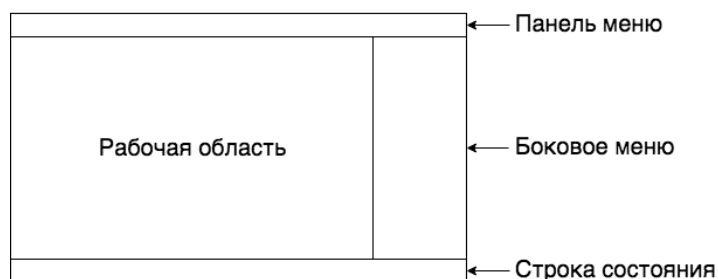 Панель меню
Рабочая область
Боковое меню
Строка состояния